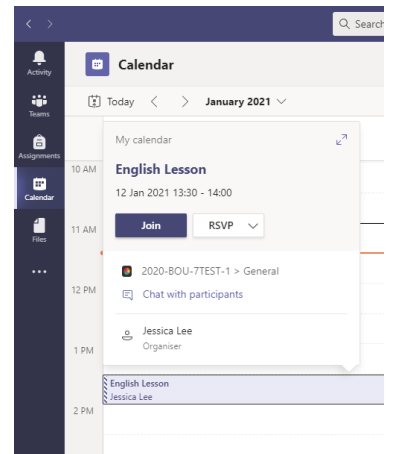 Search
Activity
Teams
Assignments
Calendar
Files
Calendar
Today
January 2021
My calendar
English Lesson
12 Jan 2021 13:30 - 14:00
Join
RSVP
2020-BOU-7TEST-1 > General
Chat with participants
Jessica Lee
Organiser
10 AM
11 AM
12 PM
1 PM
English Lesson
Jessica Lee
2 PM